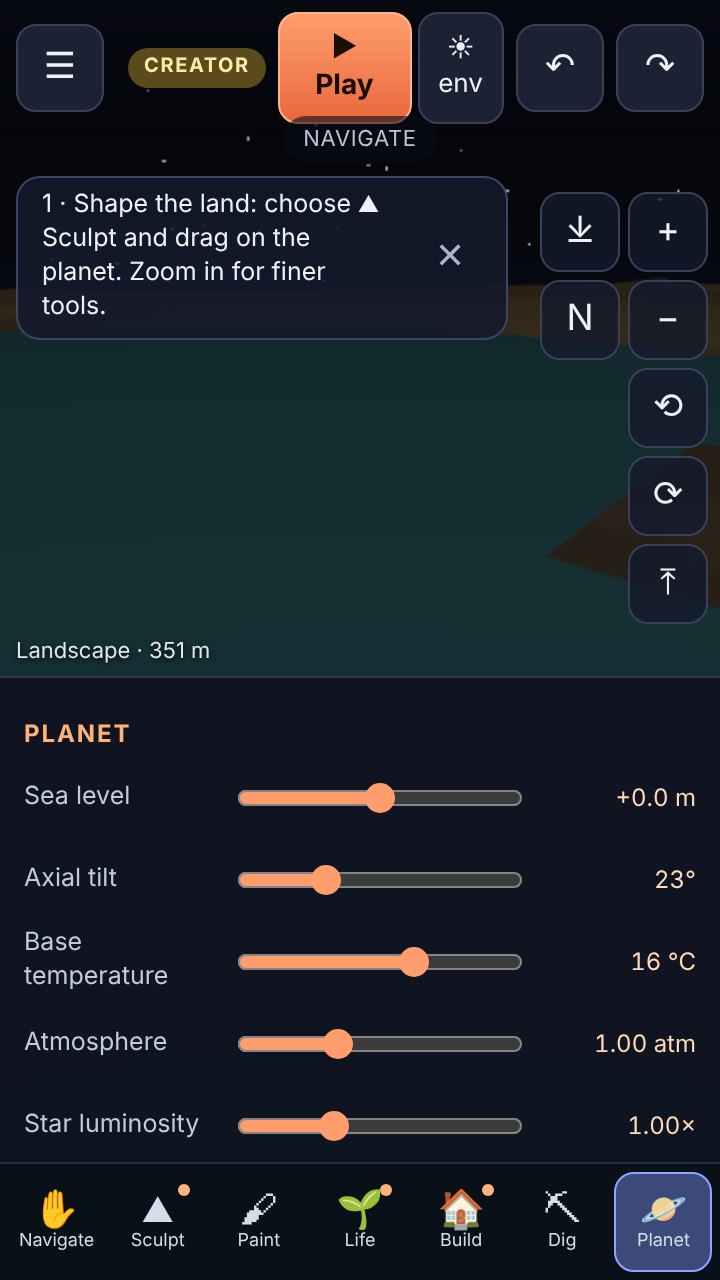 CREATOR
Play
env
NAVIGATE
1 · Shape the land: choose ▲
Sculpt and drag on the
planet. Zoom in for finer
tools.
N
Landscape · 351 m
PLANET
Sea level
+0.0 m
Axial tilt
23°
Base
temperature
16 °C
Atmosphere
1.00 atm
Star luminosity
1.00×
Navigate
Sculpt
Paint
Life
Build
Dig
Planet